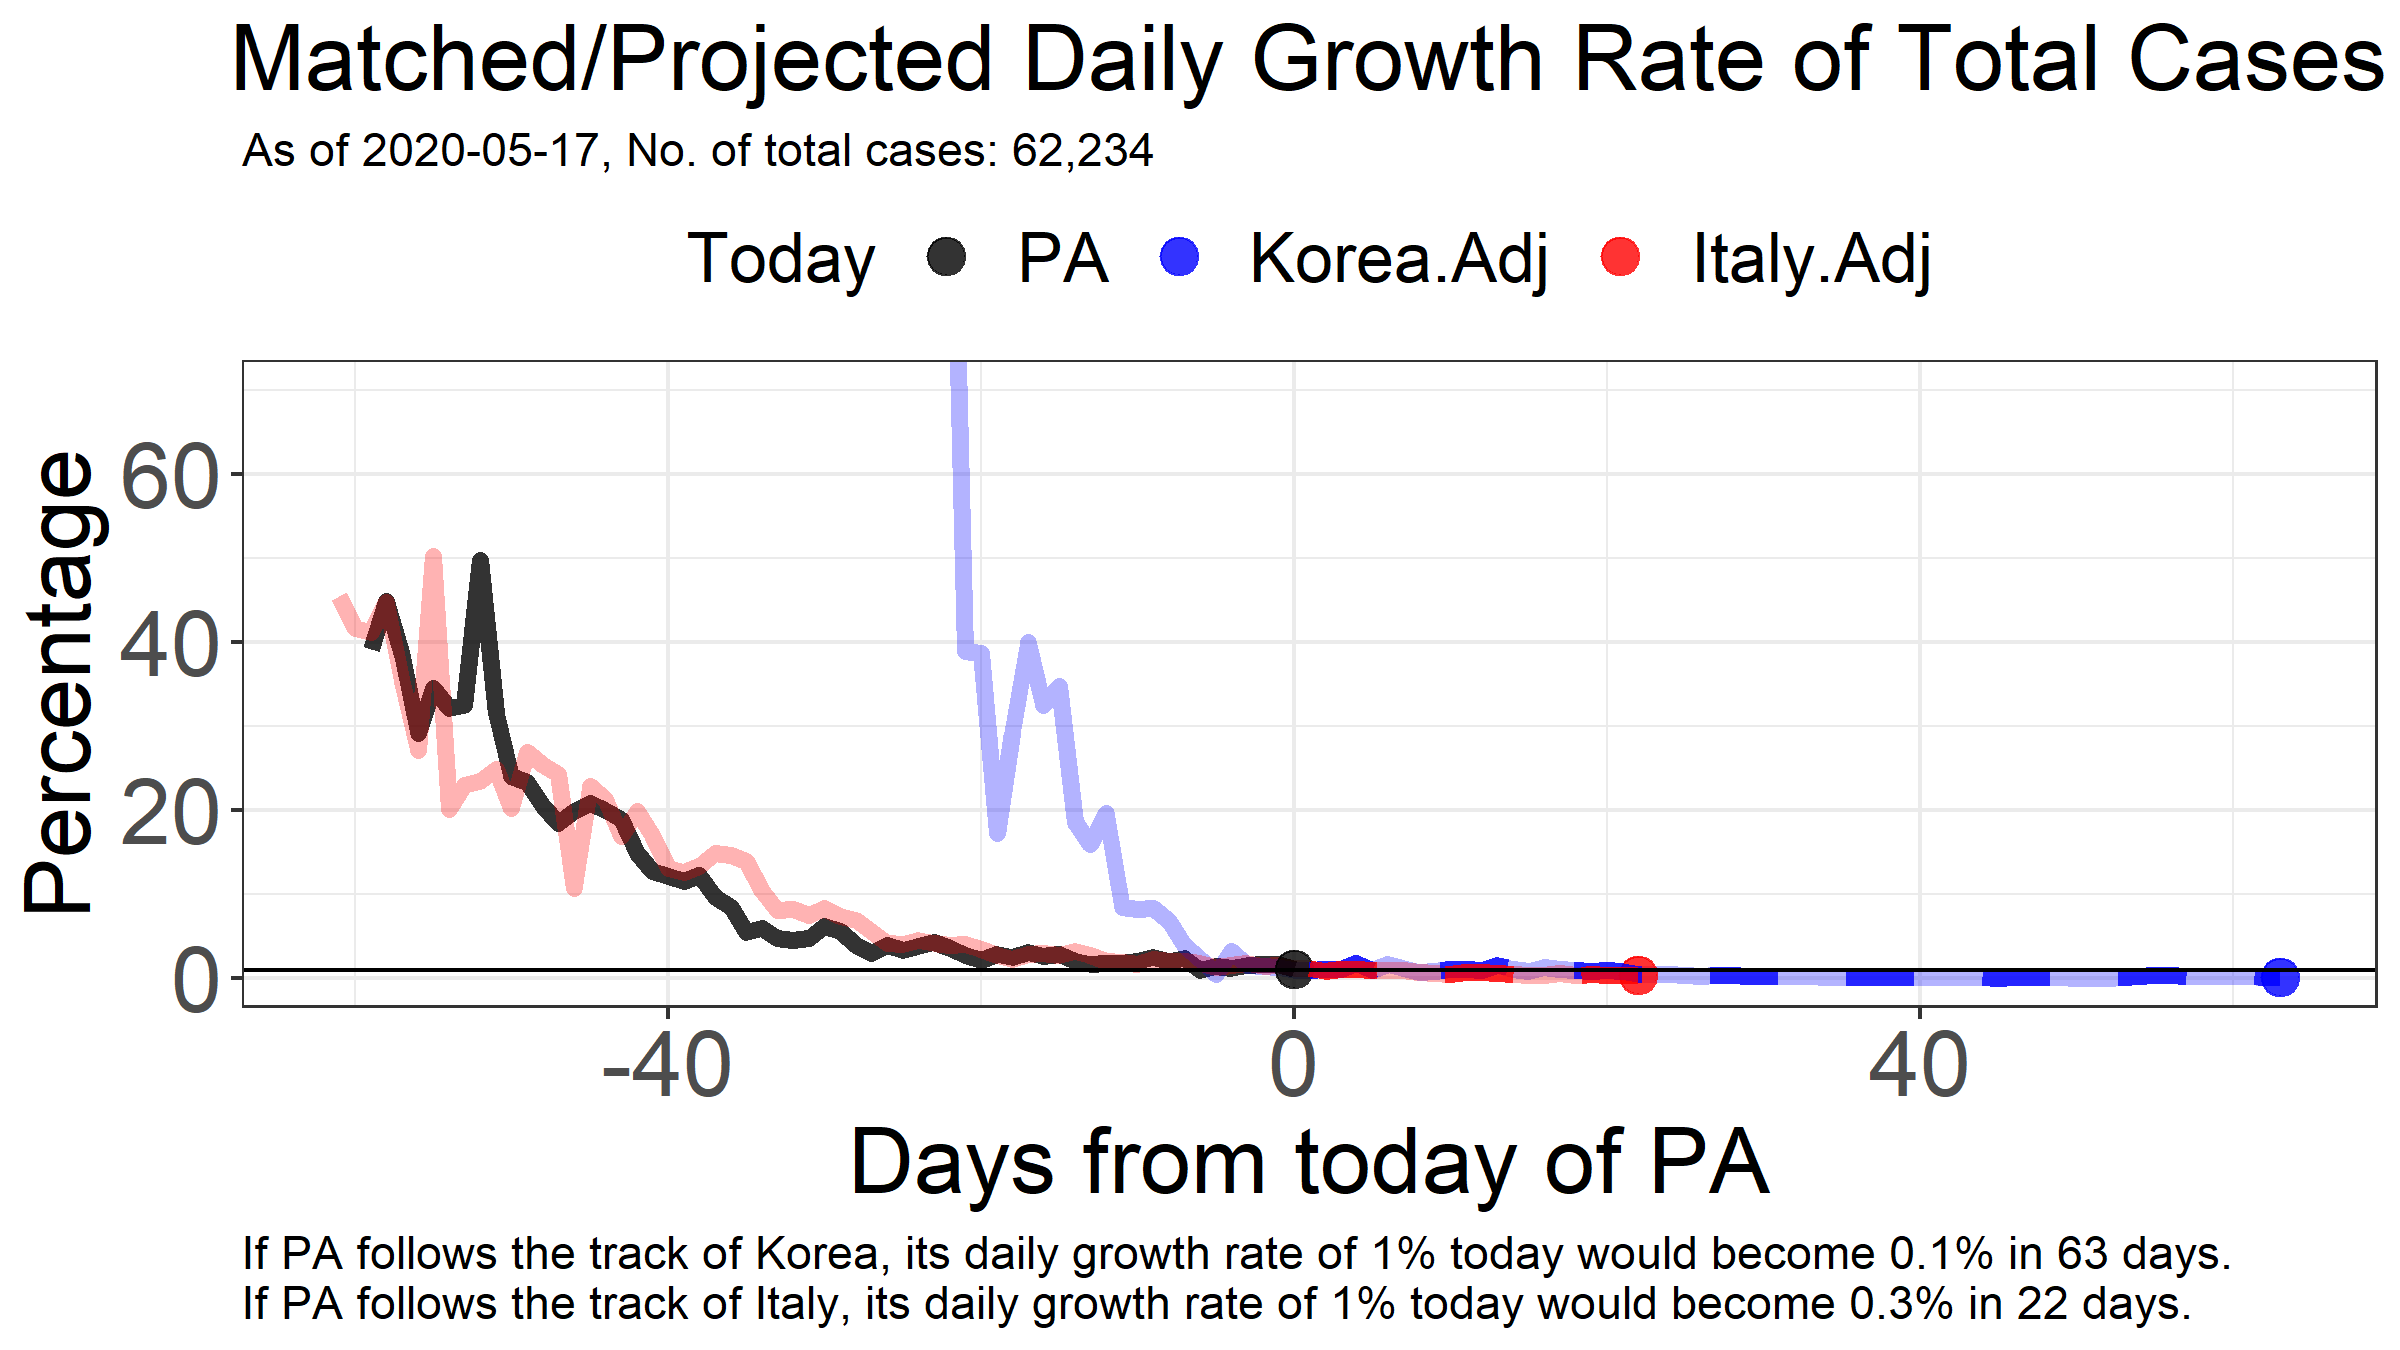 Matched/Projected Daily Growth Rate of Total Cases
As of 2020-05-17, No. of total cases: 62,234
Today PA Korea.Adj Italy.Adj
Percentage
60
40
20
0
-40 0 40
Days from today of PA
If PA follows the track of Korea, its daily growth rate of 1% today would become 0.1% in 63 days.
If PA follows the track of Italy, its daily growth rate of 1% today would become 0.3% in 22 days.